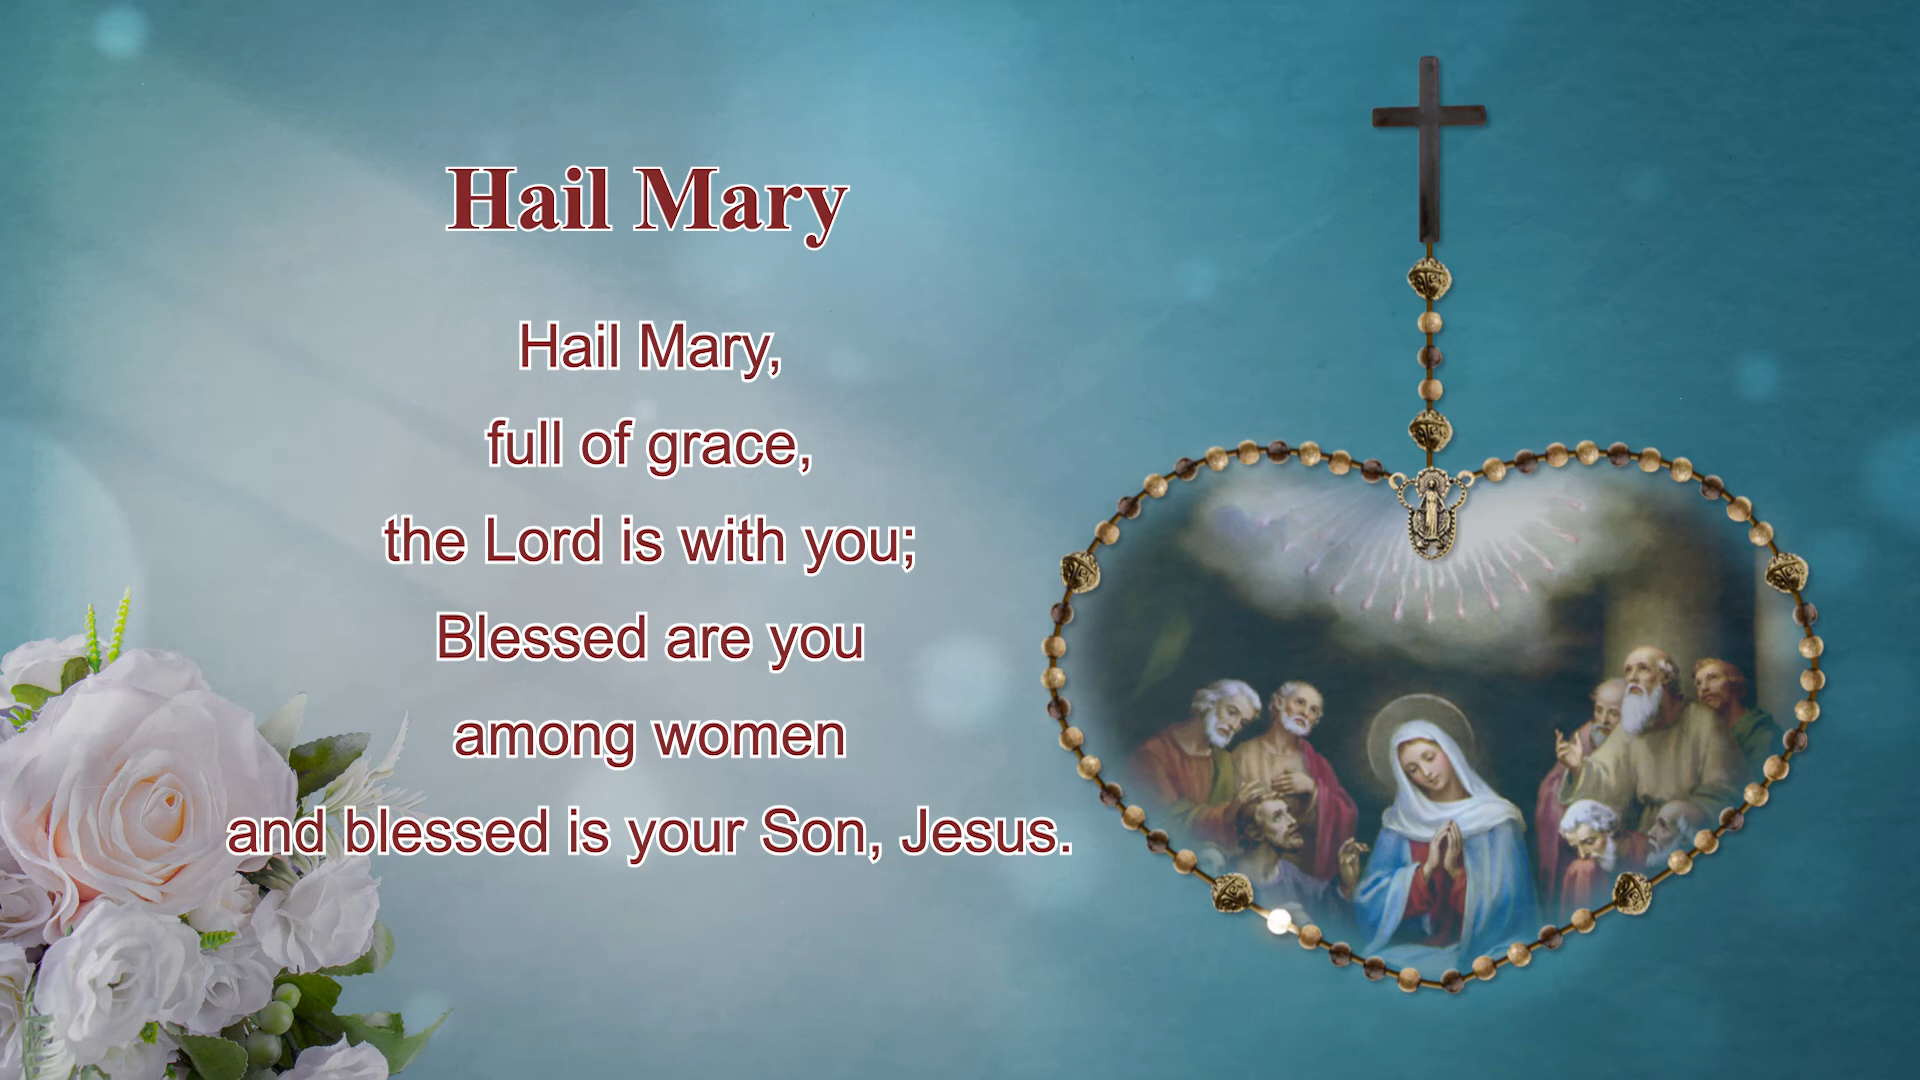 Hail Mary
Hail Mary,
full of grace,
the Lord is with you;
Blessed are you
among women
and blessed is your Son, Jesus.